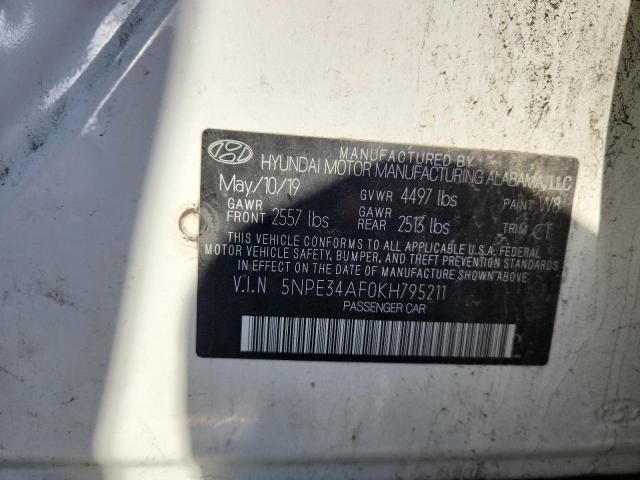 MANUFACTURED BY
HYUNDAI MOTOR MANUFACTURING ALABAMA, LLC
May/10/19 GVWR 4497 lbs PAINT W8
GAWR FRONT 2557 lbs GAWR REAR 2513 lbs TRIM CT
THIS VEHICLE CONFORMS TO ALL APPLICABLE U.S.A. FEDERAL
MOTOR VEHICLE SAFETY, BUMPER, AND THEFT PREVENTION STANDARDS
IN EFFECT ON THE DATE OF MANUFACTURE SHOWN ABOVE.
V.I.N 5NPE34AF0KH795211
PASSENGER CAR